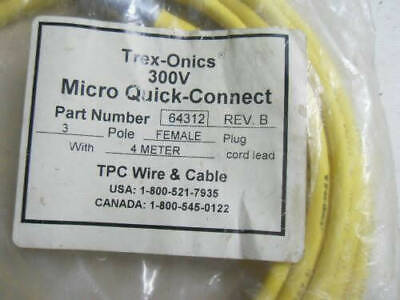 Trex-Onics®
300V
Micro Quick-Connect
Part Number 64312 REV. B
3 Pole FEMALE Plug
With 4 METER cord lead
TPC Wire & Cable
USA: 1-800-521-7935
CANADA: 1-800-545-0122